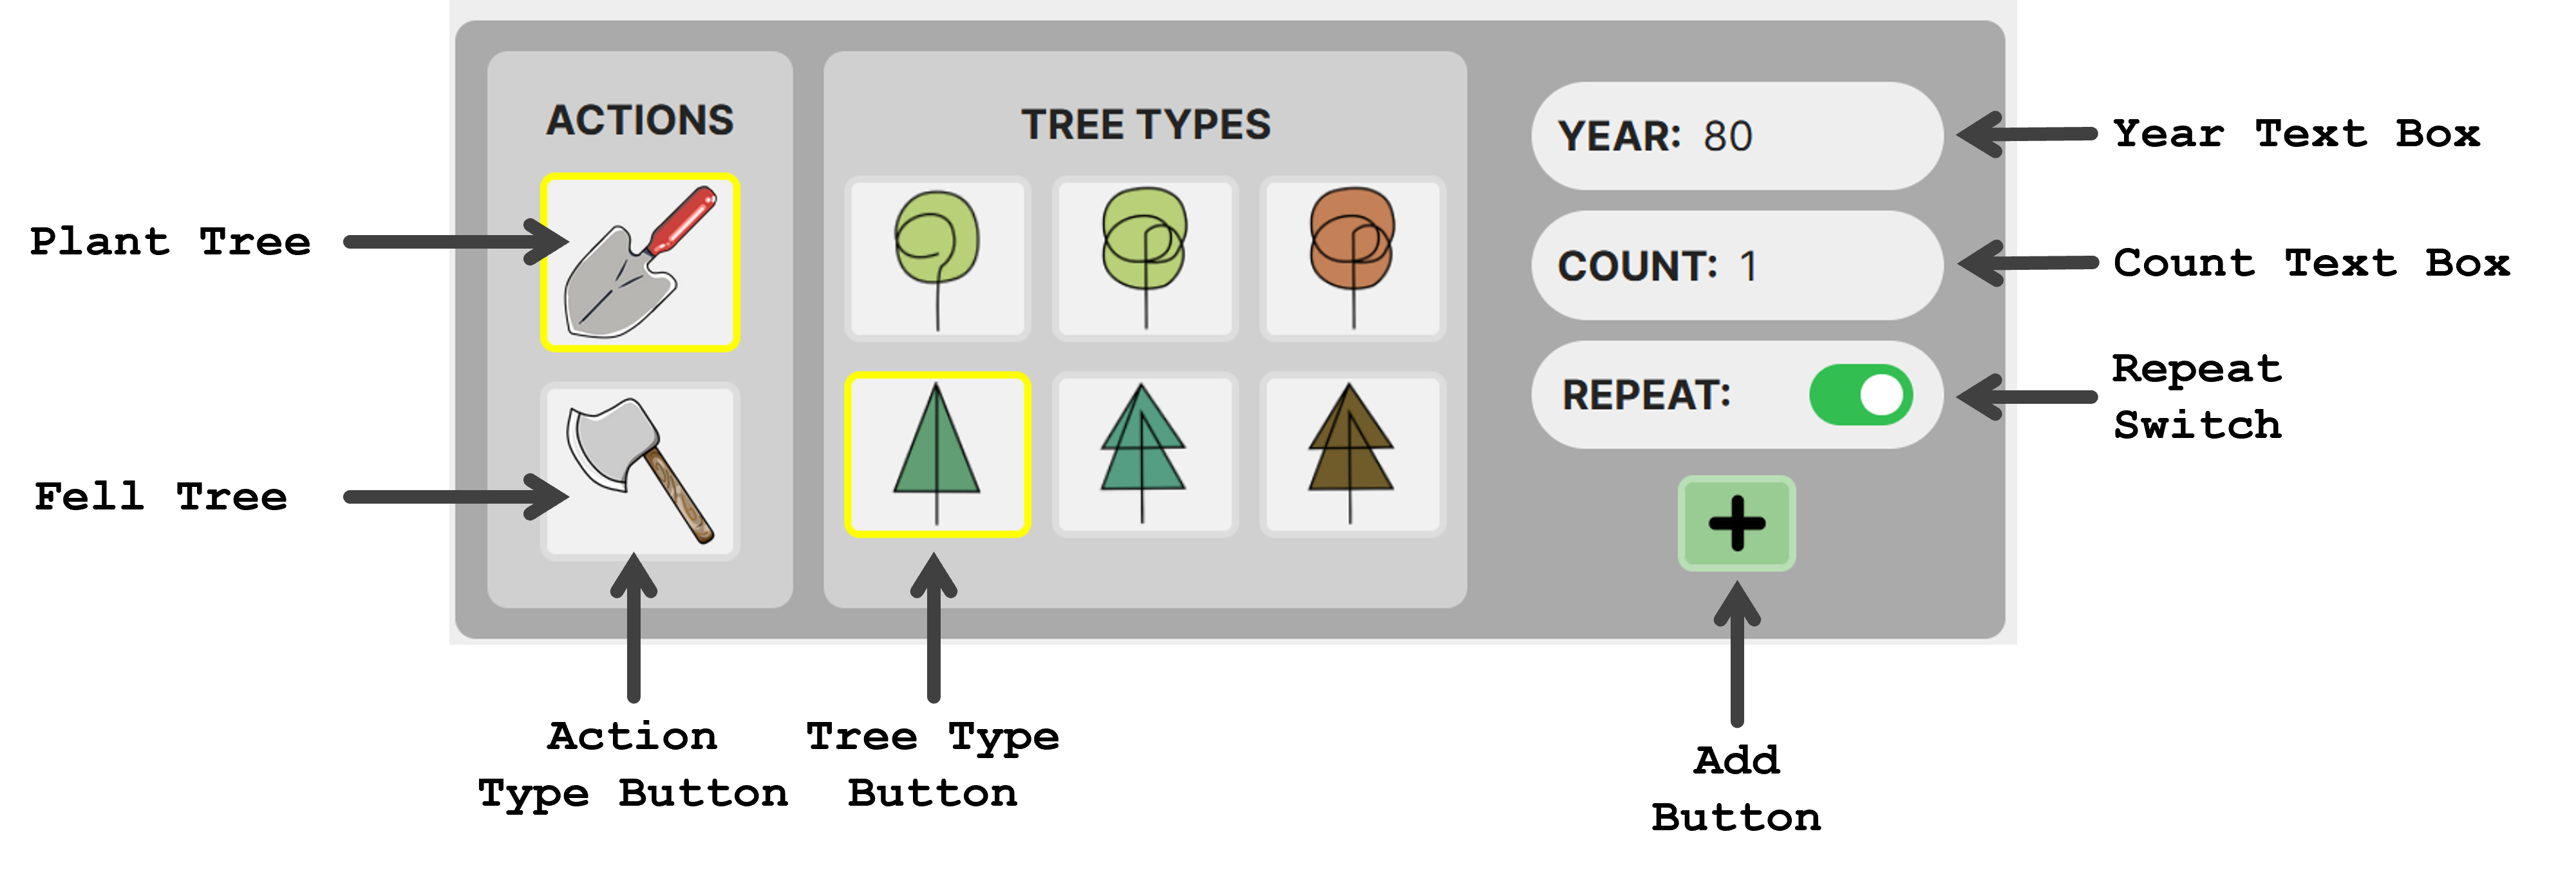 ACTIONS
TREE TYPES
YEAR: 80
Year Text Box
Plant Tree
COUNT: 1
Count Text Box
REPEAT:
Repeat
Switch
Fell Tree
Action
Type Button
Tree Type
Button
Add
Button